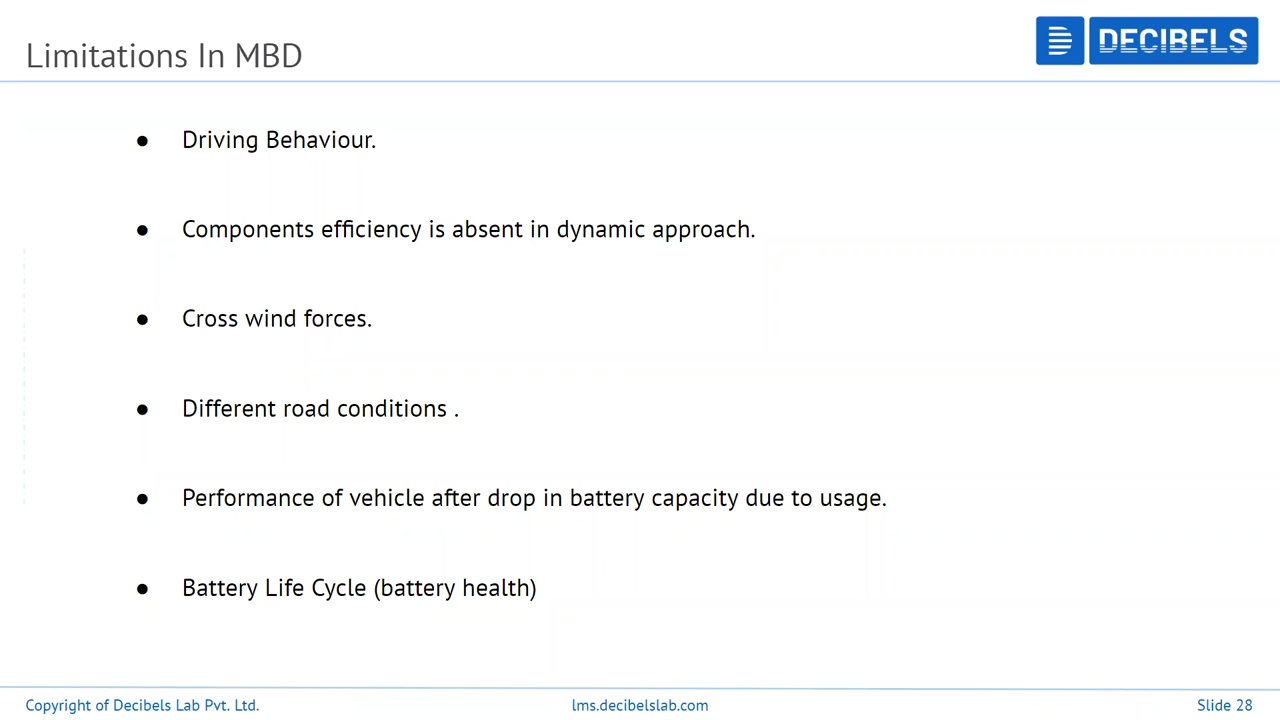 Limitations In MBD
DECIBELS
● Driving Behaviour.
● Components efficiency is absent in dynamic approach.
● Cross wind forces.
● Different road conditions .
● Performance of vehicle after drop in battery capacity due to usage.
● Battery Life Cycle (battery health)
Copyright of Decibels Lab Pvt. Ltd.
lms.decibelslab.com
Slide 28